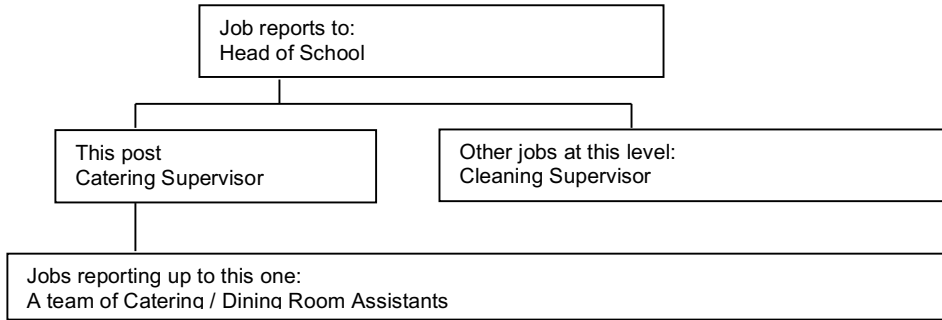 Job reports to:
Head of School
This post
Catering Supervisor
Other jobs at this level:
Cleaning Supervisor
Jobs reporting up to this one:
A team of Catering / Dining Room Assistants